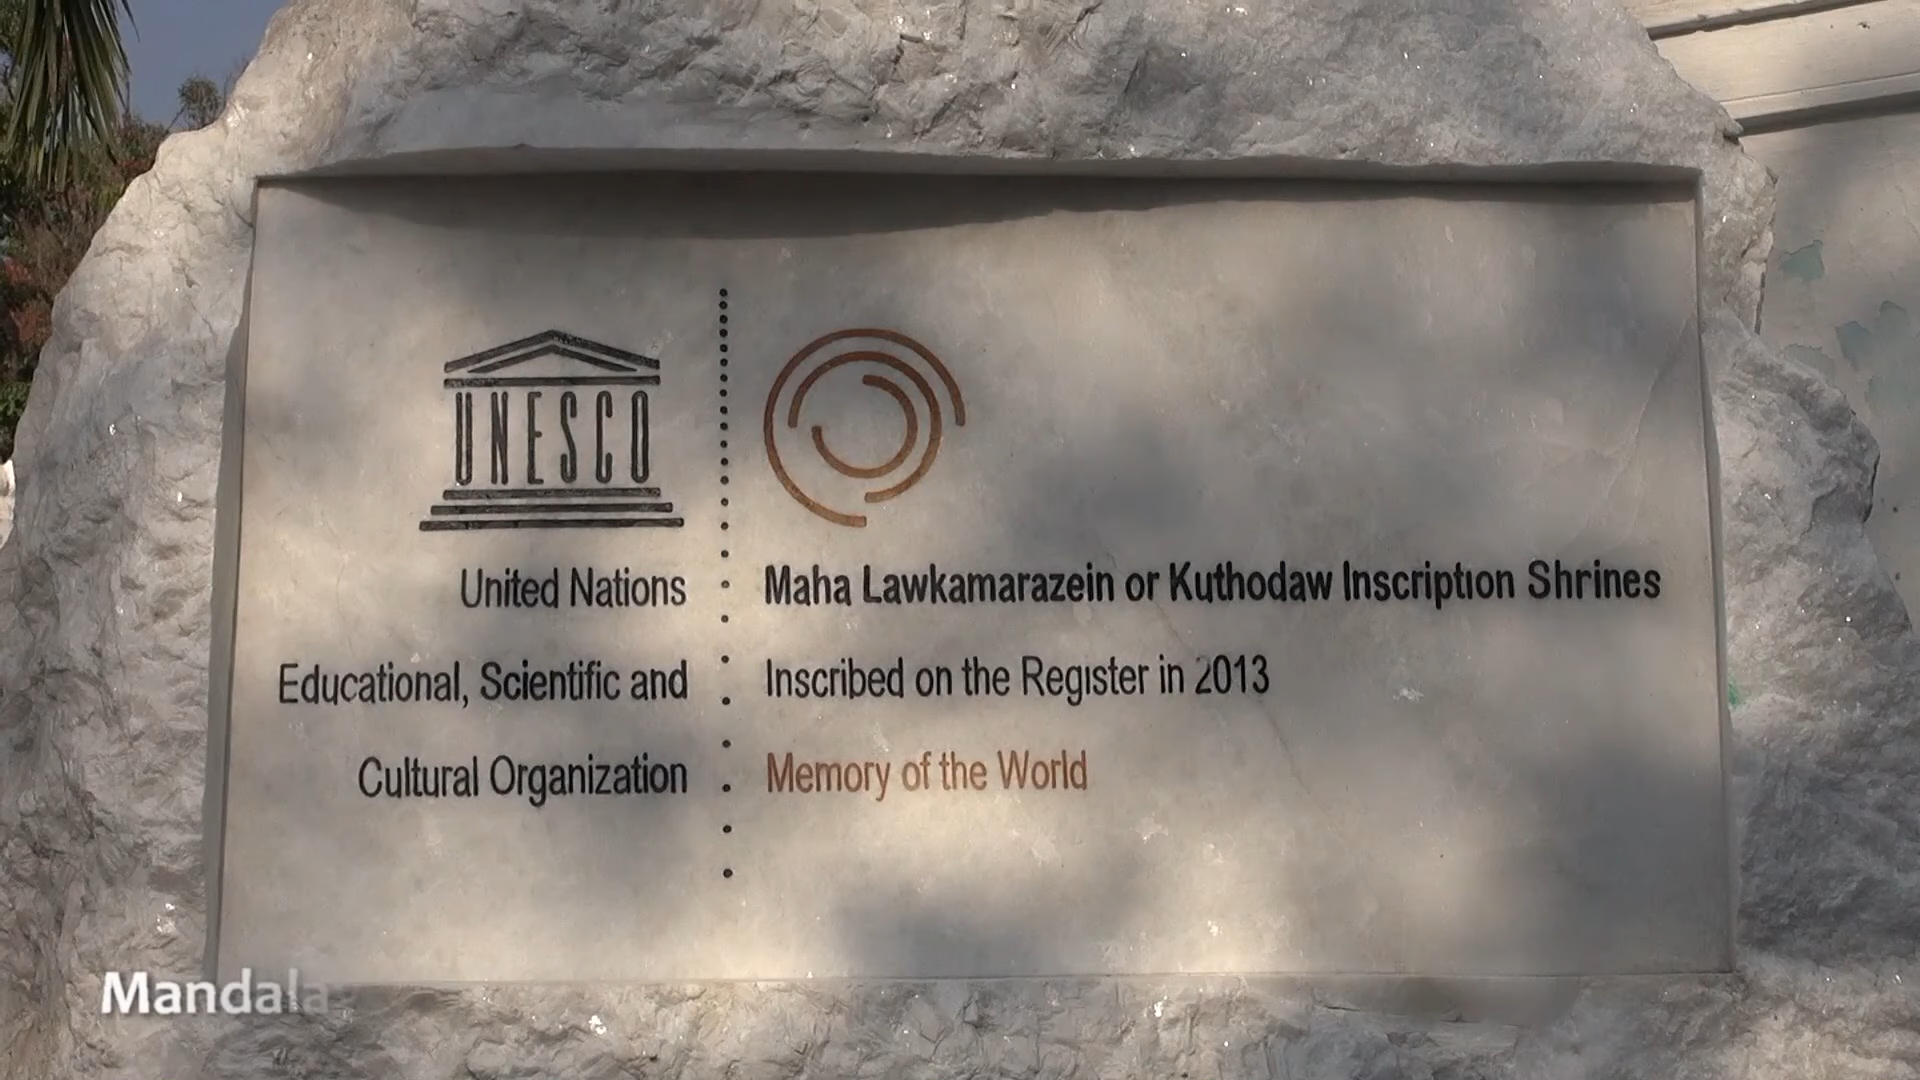 UNESCO
United Nations
Educational, Scientific and
Cultural Organization
Maha Lawkamarazein or Kuthodaw Inscription Shrines
Inscribed on the Register in 2013
Memory of the World
Mandala